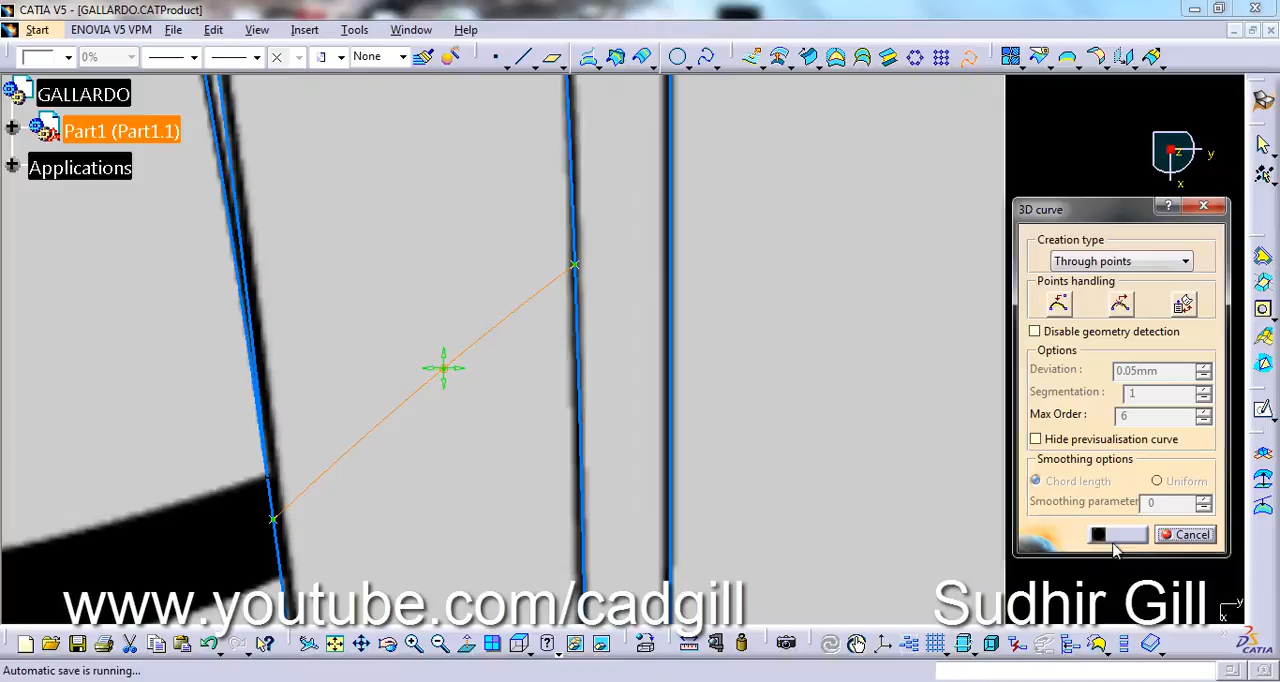 CATIA V5 - [GALLARDO.CATProduct]
Start ENOVIA V5 VPM File Edit View Insert Tools Window Help
0% None
GALLARDO
Part1 (Part1.1)
Applications
z y
x
3D curve
Creation type
Through points
Points handling
Disable geometry detection
Options
Deviation : 0.05mm
Segmentation : 1
Max Order : 6
Hide previsualisation curve
Smoothing options
Chord length Uniform
Smoothing parameter 0
Cancel
www.youtube.com/cadgill Sudhir Gill
y
x
CATIA
Automatic save is running...